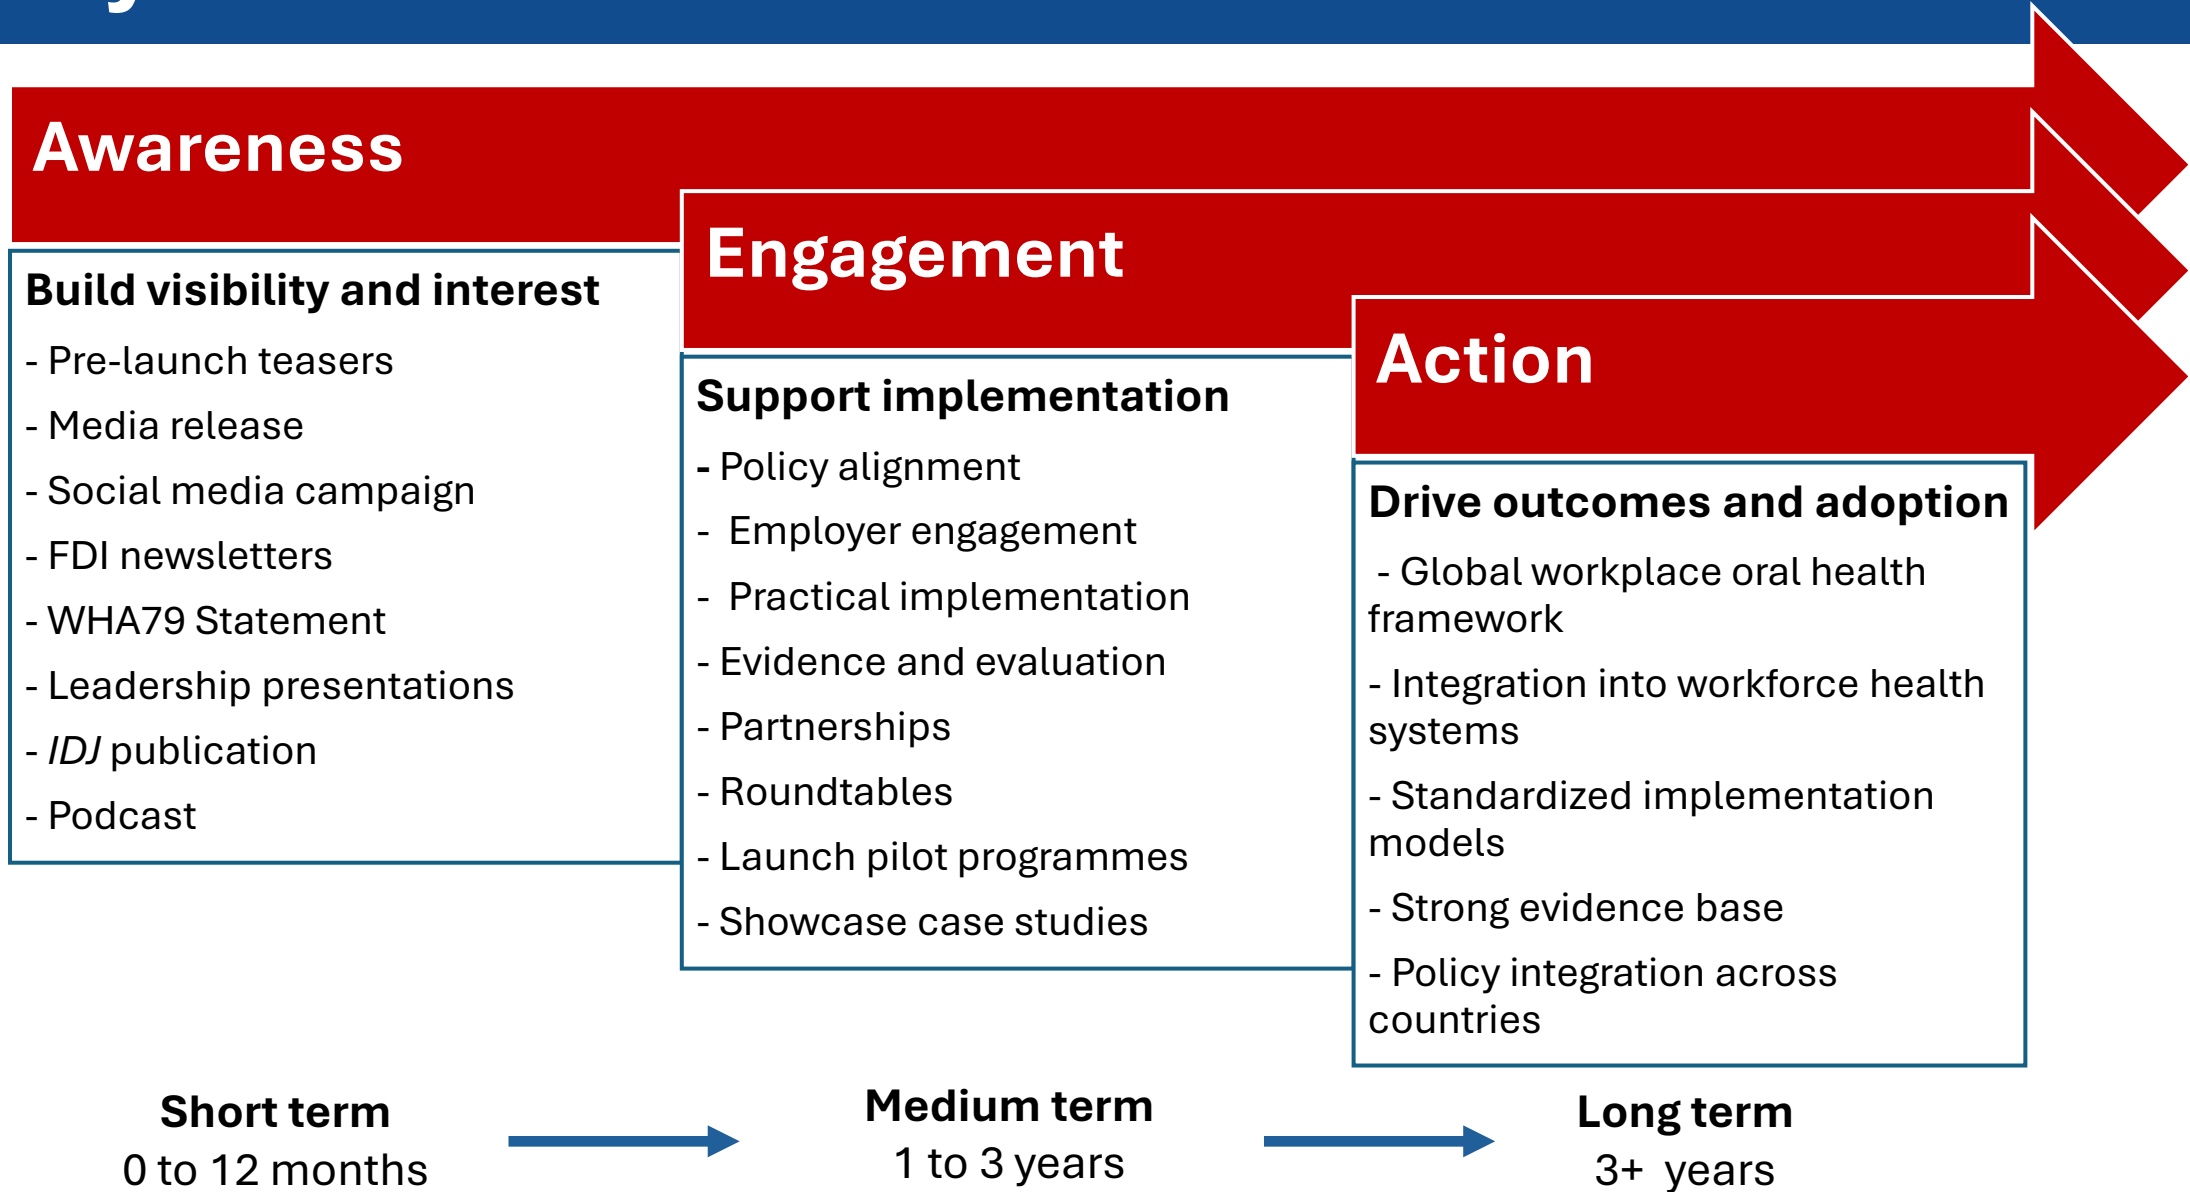 Awareness
Build visibility and interest
- Pre-launch teasers
- Media release
- Social media campaign
- FDI newsletters
- WHA79 Statement
- Leadership presentations
- IDJ publication
- Podcast
Engagement
Support implementation
- Policy alignment
- Employer engagement
- Practical implementation
- Evidence and evaluation
- Partnerships
- Roundtables
- Launch pilot programmes
- Showcase case studies
Action
Drive outcomes and adoption
- Global workplace oral health
framework
- Integration into workforce health
systems
- Standardized implementation
models
- Strong evidence base
- Policy integration across
countries
Short term
0 to 12 months
Medium term
1 to 3 years
Long term
3+ years